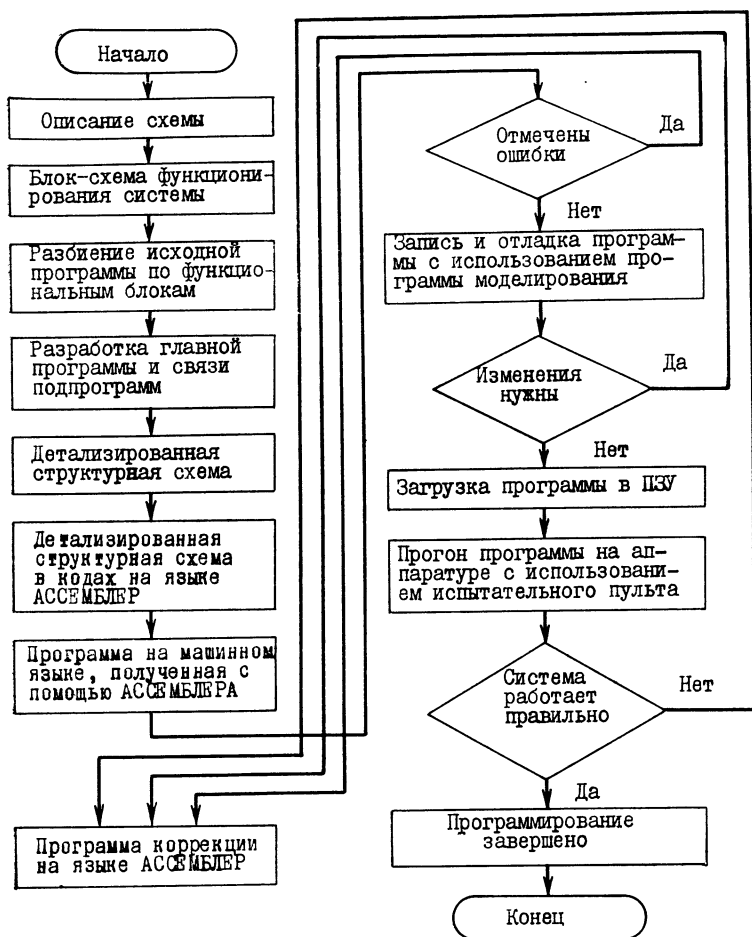 Начало
Описание схемы
Блок-схема функциони-
рования системы
Разбиение исходной
программы по функцио-
нальным блокам
Разработка главной
программы и связи
подпрограмм
Детализированная
структурная схема
Детализированная
структурная схема
в кодах на языке
АССЕМБЛЕР
Программа на машинном
языке, полученная с
помощью АССЕМБЛЕРА
Программа коррекции
на языке АССЕМБЛЕР
Отмечены
ошибки
Да
Нет
Запись и отладка програм-
мы с использованием про-
граммы моделирования
Изменения
нужны
Да
Нет
Загрузка программы в ПЗУ
Прогон программы на ап-
паратуре с использовани-
ем испытательного пульта
Система
работает
правильно
Нет
Да
Программирование
завершено
Конец